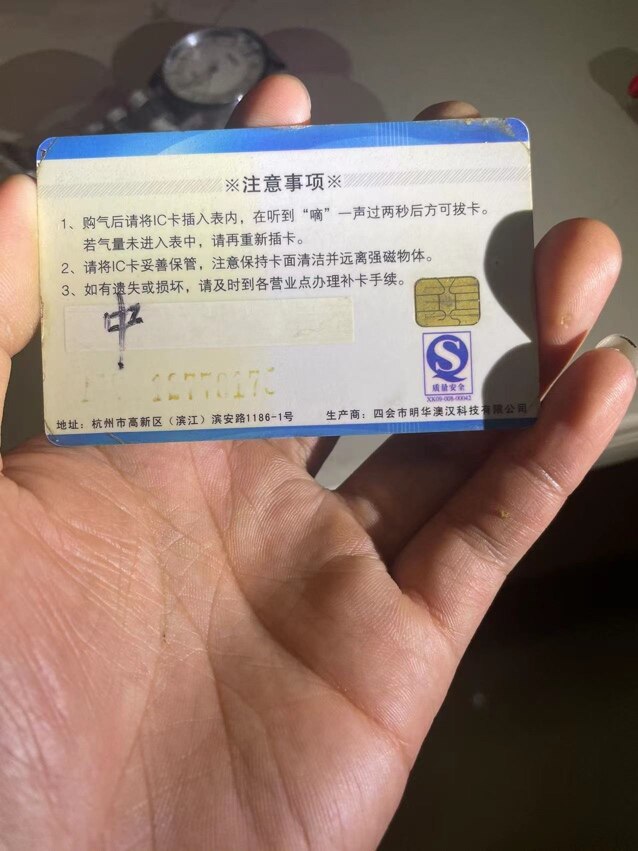 ※注意事项※
1、购气后请将IC卡插入表内，在听到“嘀”一声过两秒后方可拔卡。
若气量未进入表中，请再重新插卡。
2、请将IC卡妥善保管，注意保持卡面清洁并远离强磁物体。
3、如有遗失或损坏，请及时到各营业点办理补卡手续。
质量安全
XK09-008-00042
地址：杭州市高新区（滨江）滨安路1186-1号
生产商：四会市明华澳汉科技有限公司